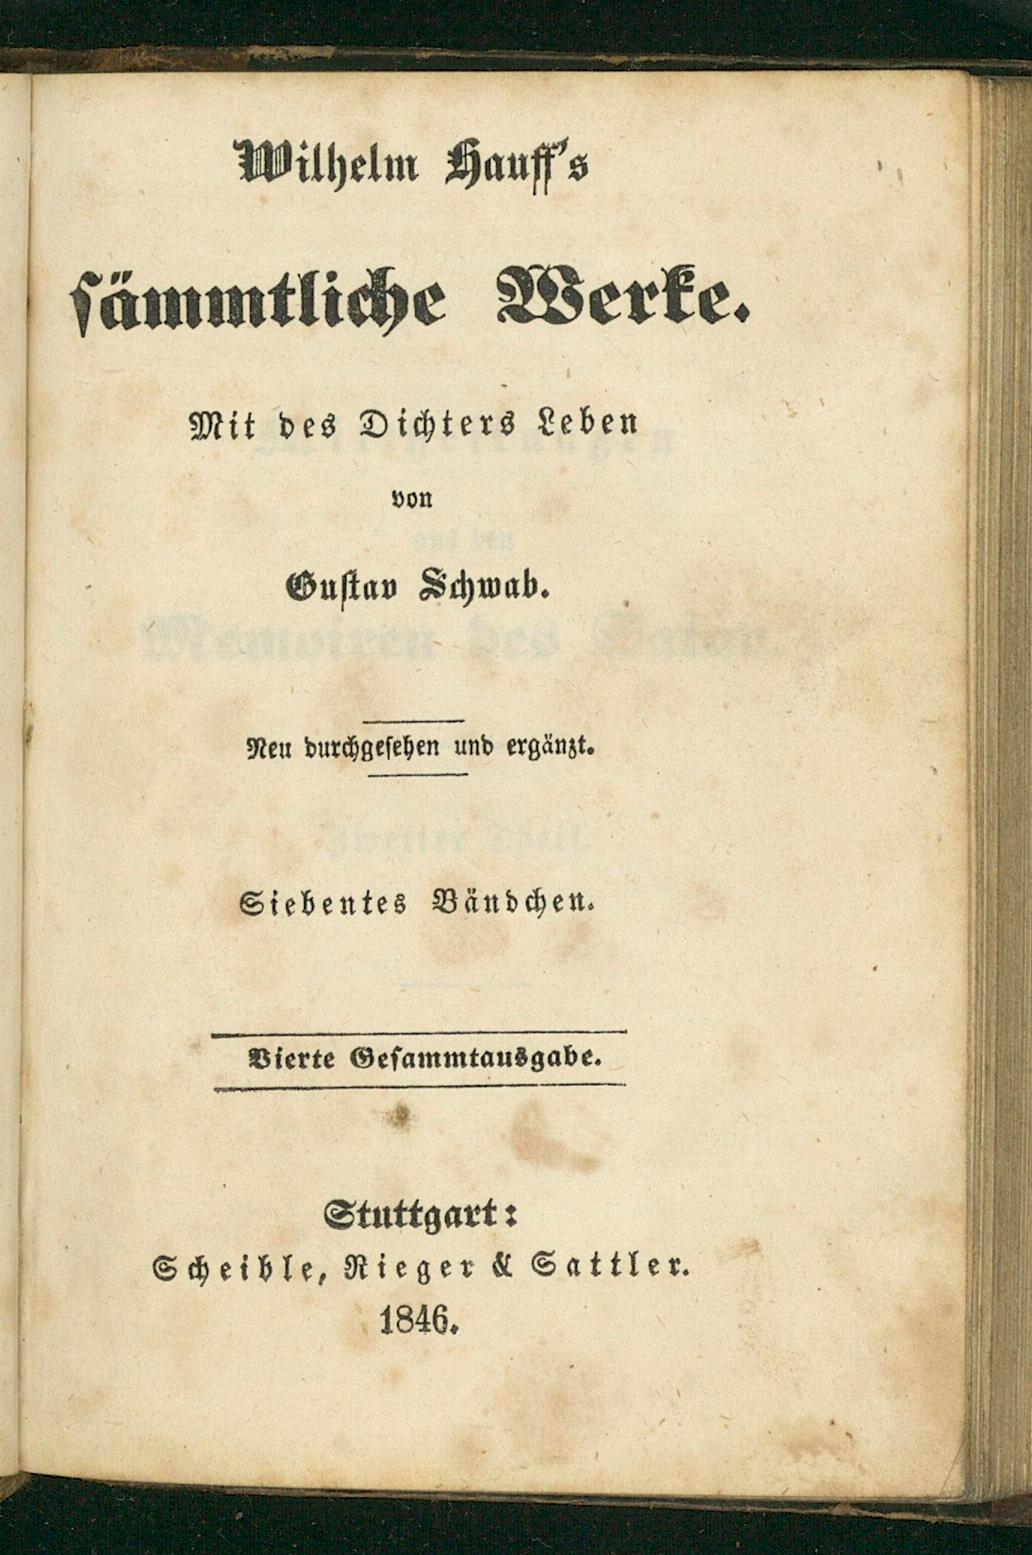 Wilhelm Hauff's
sämmtliche Werke.
Mit des Dichters Leben
von
Gustav Schwab.
Neu durchgesehen und ergänzt.
Siebentes Bändchen.
Vierte Gesammtausgabe.
Stuttgart:
Scheible, Rieger & Sattler.
1846.